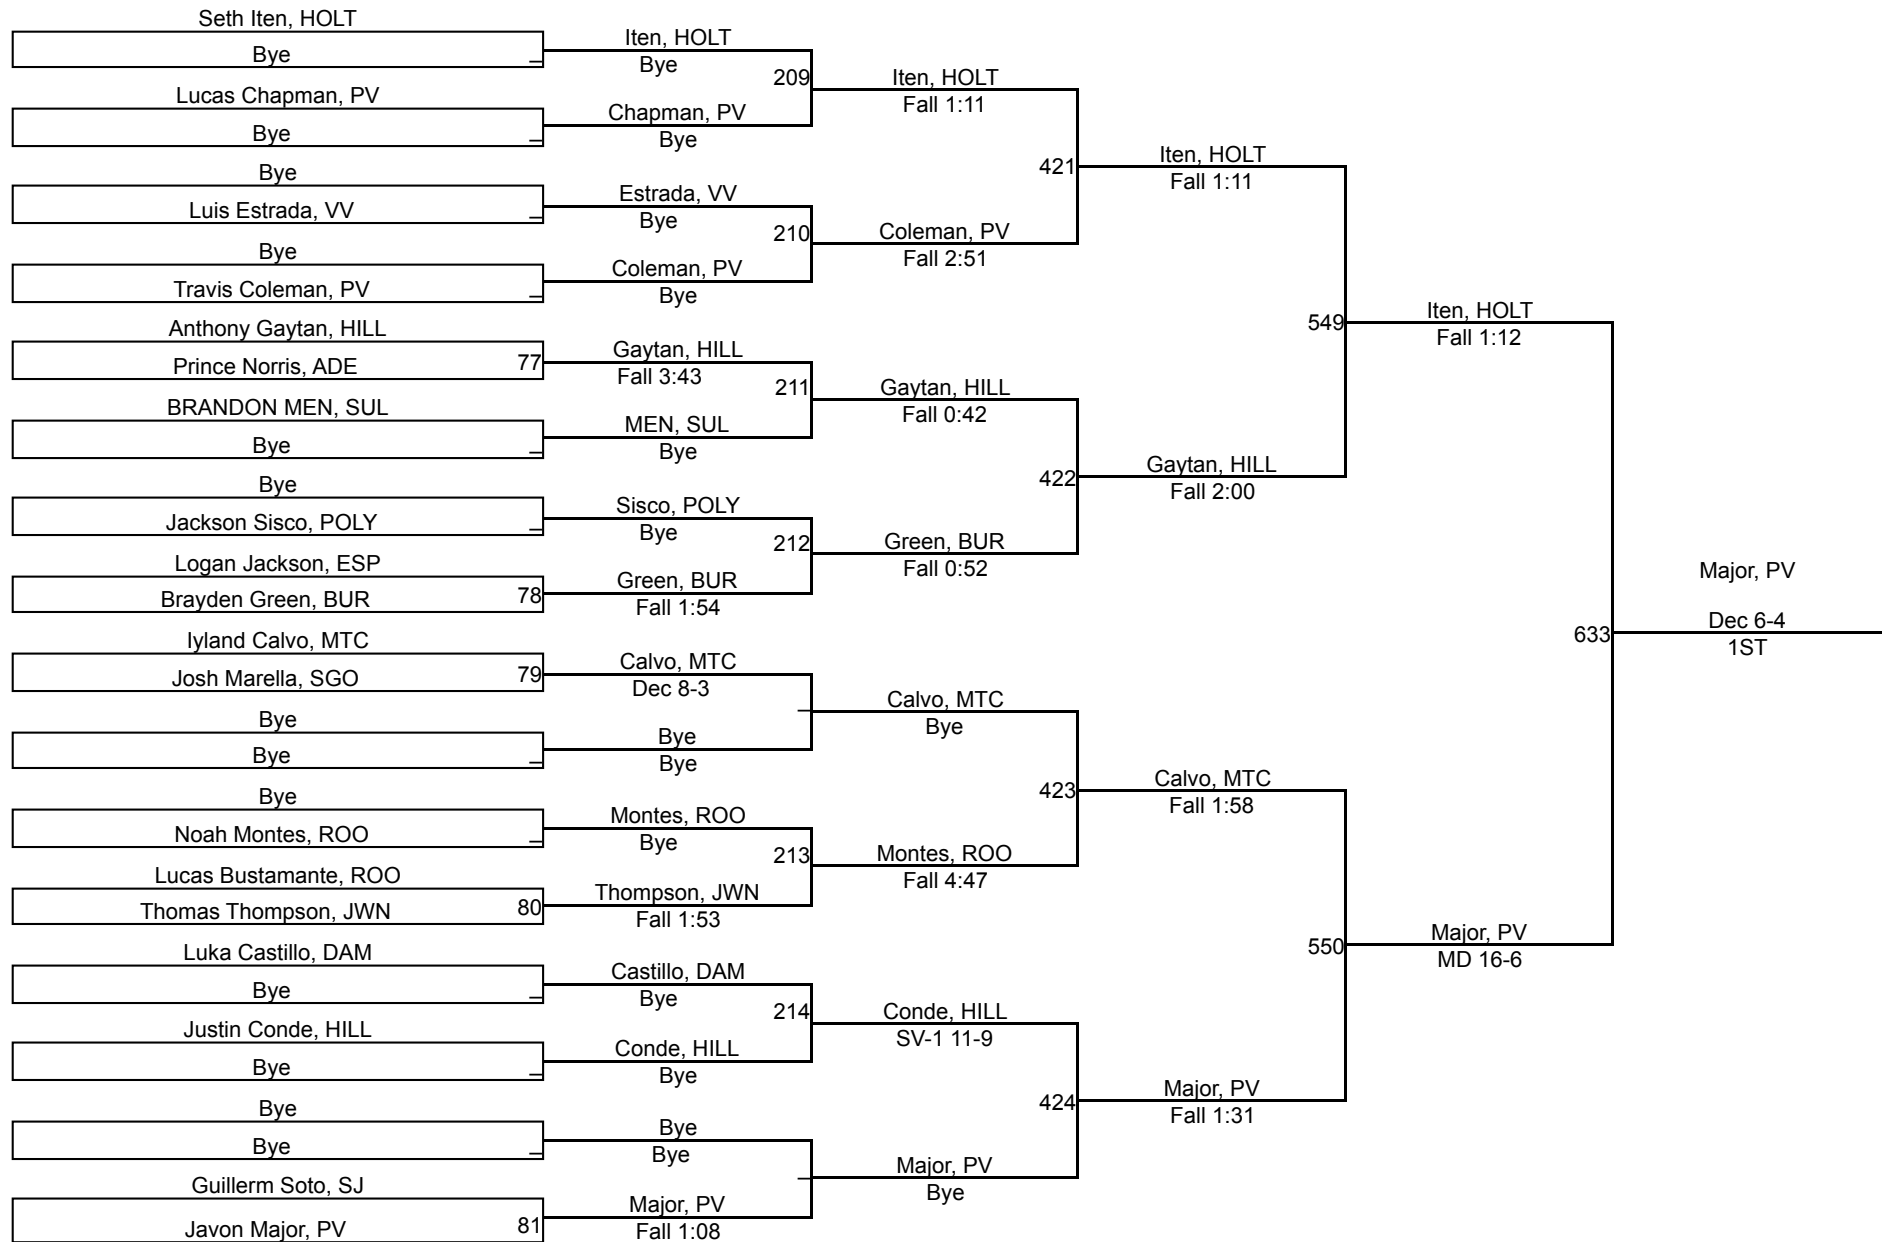 Seth Iten, HOLT
Bye
Lucas Chapman, PV
Bye
Bye
Luis Estrada, VV
Bye
Travis Coleman, PV
Anthony Gaytan, HILL
Prince Norris, ADE
77
BRANDON MEN, SUL
Bye
Bye
Jackson Sisco, POLY
Logan Jackson, ESP
Brayden Green, BUR
78
Iyland Calvo, MTC
Josh Marella, SGO
79
Bye
Bye
Bye
Noah Montes, ROO
Lucas Bustamante, ROO
Thomas Thompson, JWN
80
Luka Castillo, DAM
Bye
Justin Conde, HILL
Bye
Bye
Bye
Guillerm Soto, SJ
Javon Major, PV
81
Iten, HOLT
Bye
209
Chapman, PV
Bye
Estrada, VV
Bye
210
Coleman, PV
Bye
Gaytan, HILL
Fall 3:43
211
MEN, SUL
Bye
Sisco, POLY
Bye
212
Green, BUR
Fall 1:54
Calvo, MTC
Dec 8-3
Bye
Bye
Montes, ROO
Bye
213
Thompson, JWN
Fall 1:53
Castillo, DAM
Bye
214
Conde, HILL
Bye
Bye
Bye
Major, PV
Fall 1:08
Iten, HOLT
Fall 1:11
421
Coleman, PV
Fall 2:51
Gaytan, HILL
Fall 0:42
422
Green, BUR
Fall 0:52
Calvo, MTC
Bye
423
Montes, ROO
Fall 4:47
Conde, HILL
SV-1 11-9
424
Major, PV
Bye
Iten, HOLT
Fall 1:11
549
Gaytan, HILL
Fall 2:00
Calvo, MTC
Fall 1:58
550
Major, PV
Fall 1:31
Iten, HOLT
Fall 1:12
633
Major, PV
MD 16-6
Major, PV
Dec 6-4
1ST